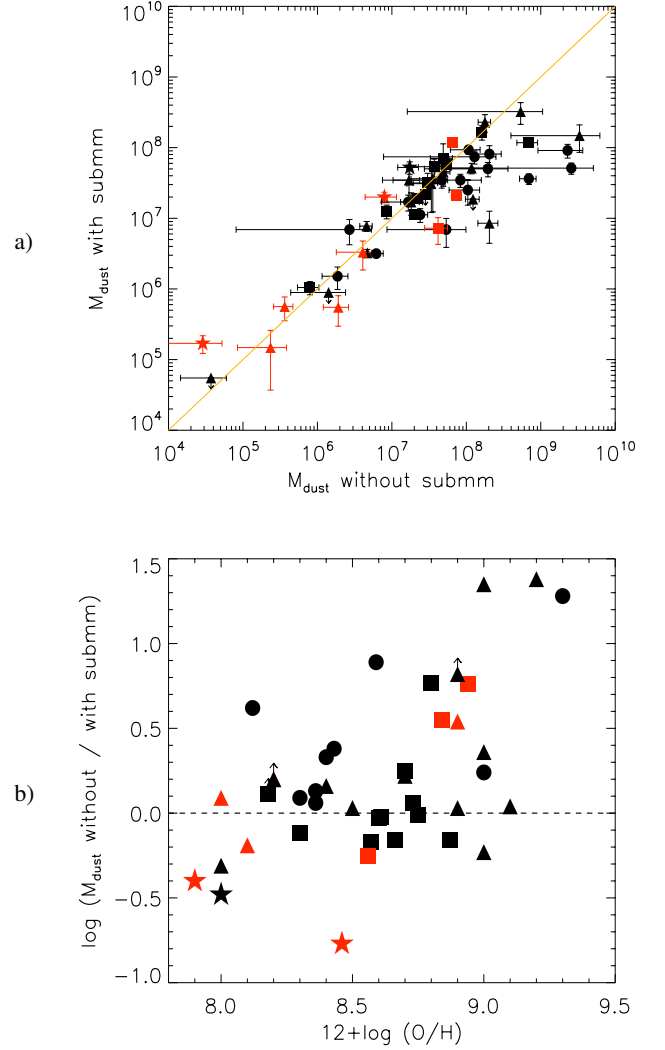 a)
M_dust with submm
10^10
10^9
10^8
10^7
10^6
10^5
10^4
10^4 10^5 10^6 10^7 10^8 10^9 10^10
M_dust without submm
b)
log (M_dust without / with submm)
1.5
1.0
0.5
0.0
−0.5
−1.0
8.0 8.5 9.0 9.5
12+log (O/H)